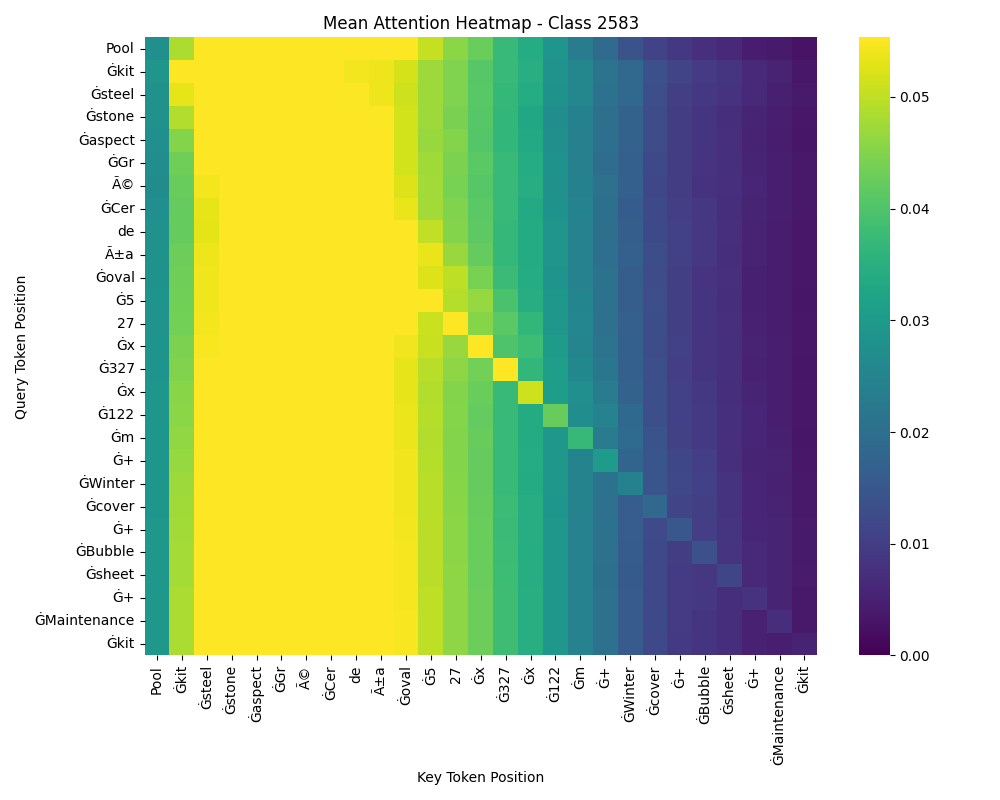 Mean Attention Heatmap - Class 2583
Query Token Position
Pool
Ġkit
Ġsteel
Ġstone
Ġaspect
ĠGr
Ã©
ĠCer
de
Ã±a
Ġoval
Ġ5
27
Ġx
Ġ327
Ġx
Ġ122
Ġm
Ġ+
ĠWinter
Ġcover
Ġ+
ĠBubble
Ġsheet
Ġ+
ĠMaintenance
Ġkit
Pool
Ġkit
Ġsteel
Ġstone
Ġaspect
ĠGr
Ã©
ĠCer
de
Ã±a
Ġoval
Ġ5
27
Ġx
Ġ327
Ġx
Ġ122
Ġm
Ġ+
ĠWinter
Ġcover
Ġ+
ĠBubble
Ġsheet
Ġ+
ĠMaintenance
Ġkit
Key Token Position
0.05
0.04
0.03
0.02
0.01
0.00